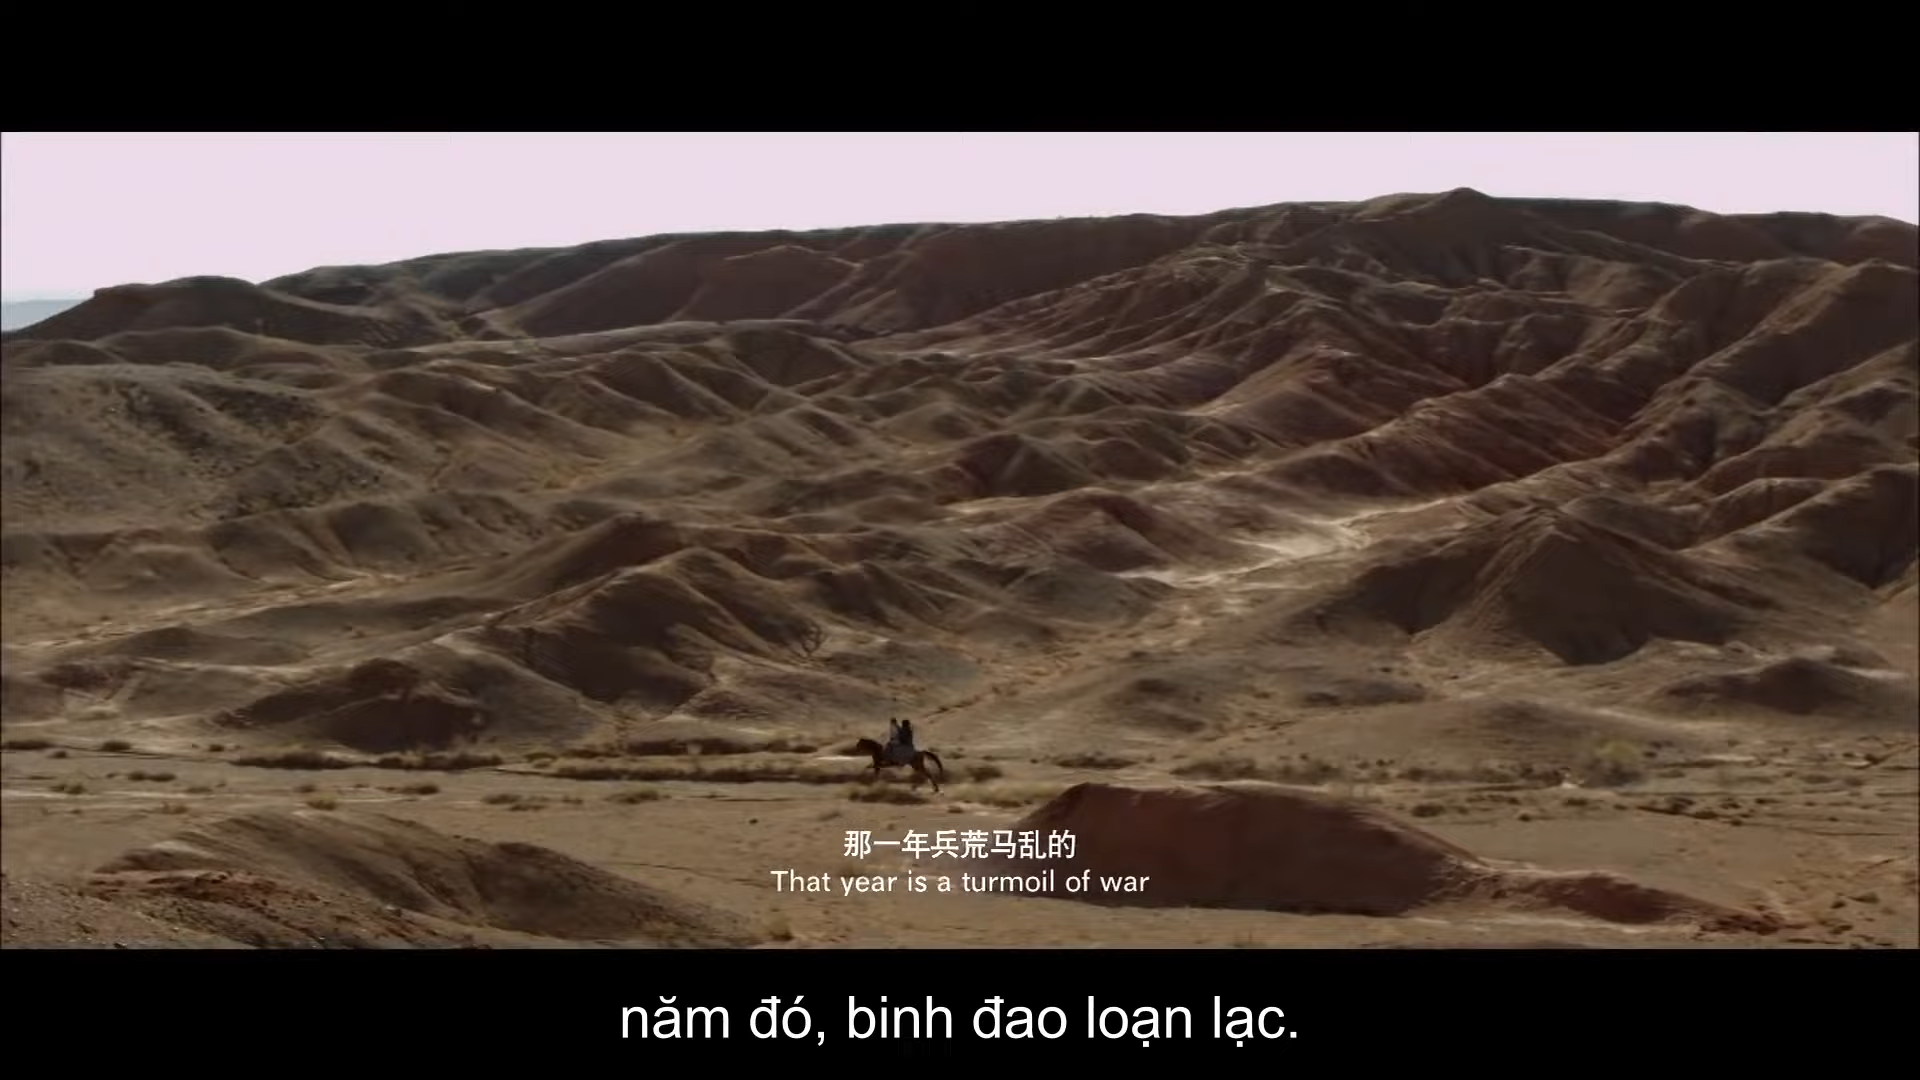 那一年兵荒马乱的
That year is a turmoil of war
năm đó, binh đao loạn lạc.